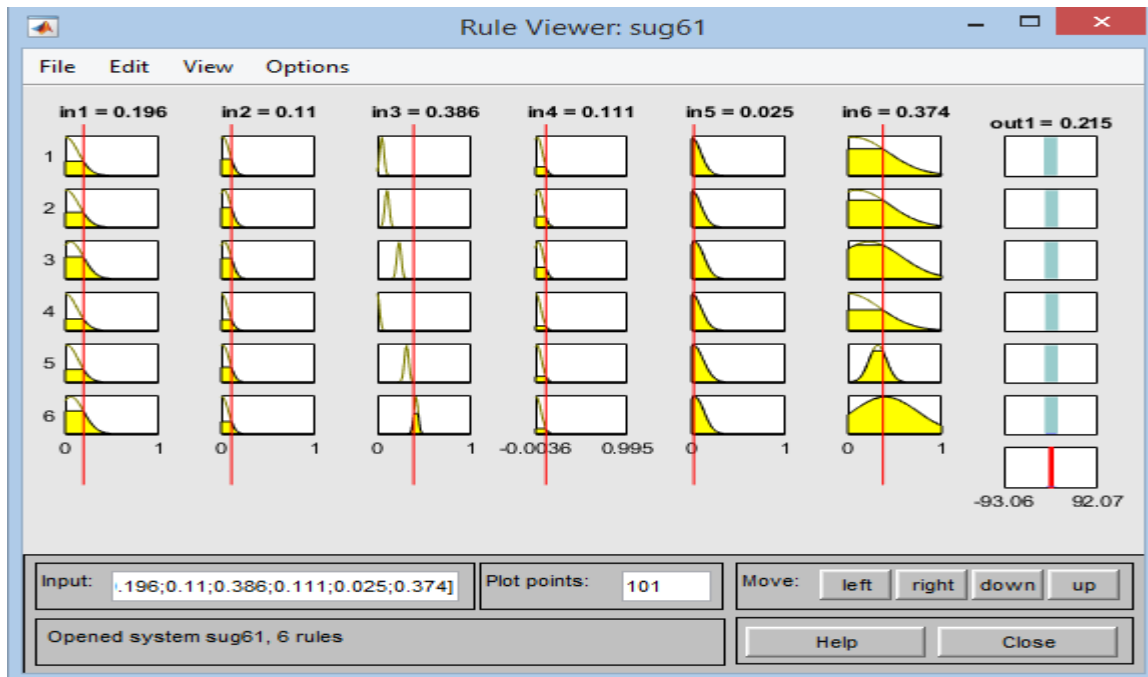 Rule Viewer: sug61
File Edit View Options
in1 = 0.196 in2 = 0.11 in3 = 0.386 in4 = 0.111 in5 = 0.025 in6 = 0.374 out1 = 0.215
1
2
3
4
5
6
0 1 0 1 0 1 -0.0036 0.995 0 1 0 1
-93.06 92.07
Input: .196;0.11;0.386;0.111;0.025;0.374] Plot points: 101 Move: left right down up
Opened system sug61, 6 rules Help Close